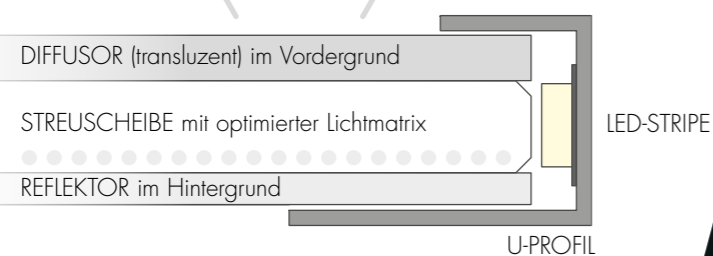 DIFFUSOR (transluzent) im Vordergrund
STREUSCHEIBE mit optimierter Lichtmatrix
LED-STRIPE
REFLEKTOR im Hintergrund
U-PROFIL